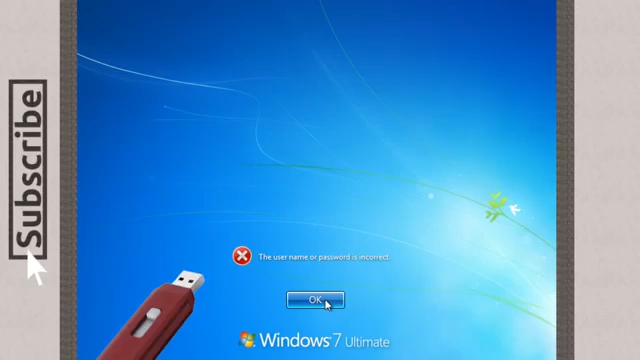 Subscribe
The user name or password is incorrect.
OK
Windows 7 Ultimate